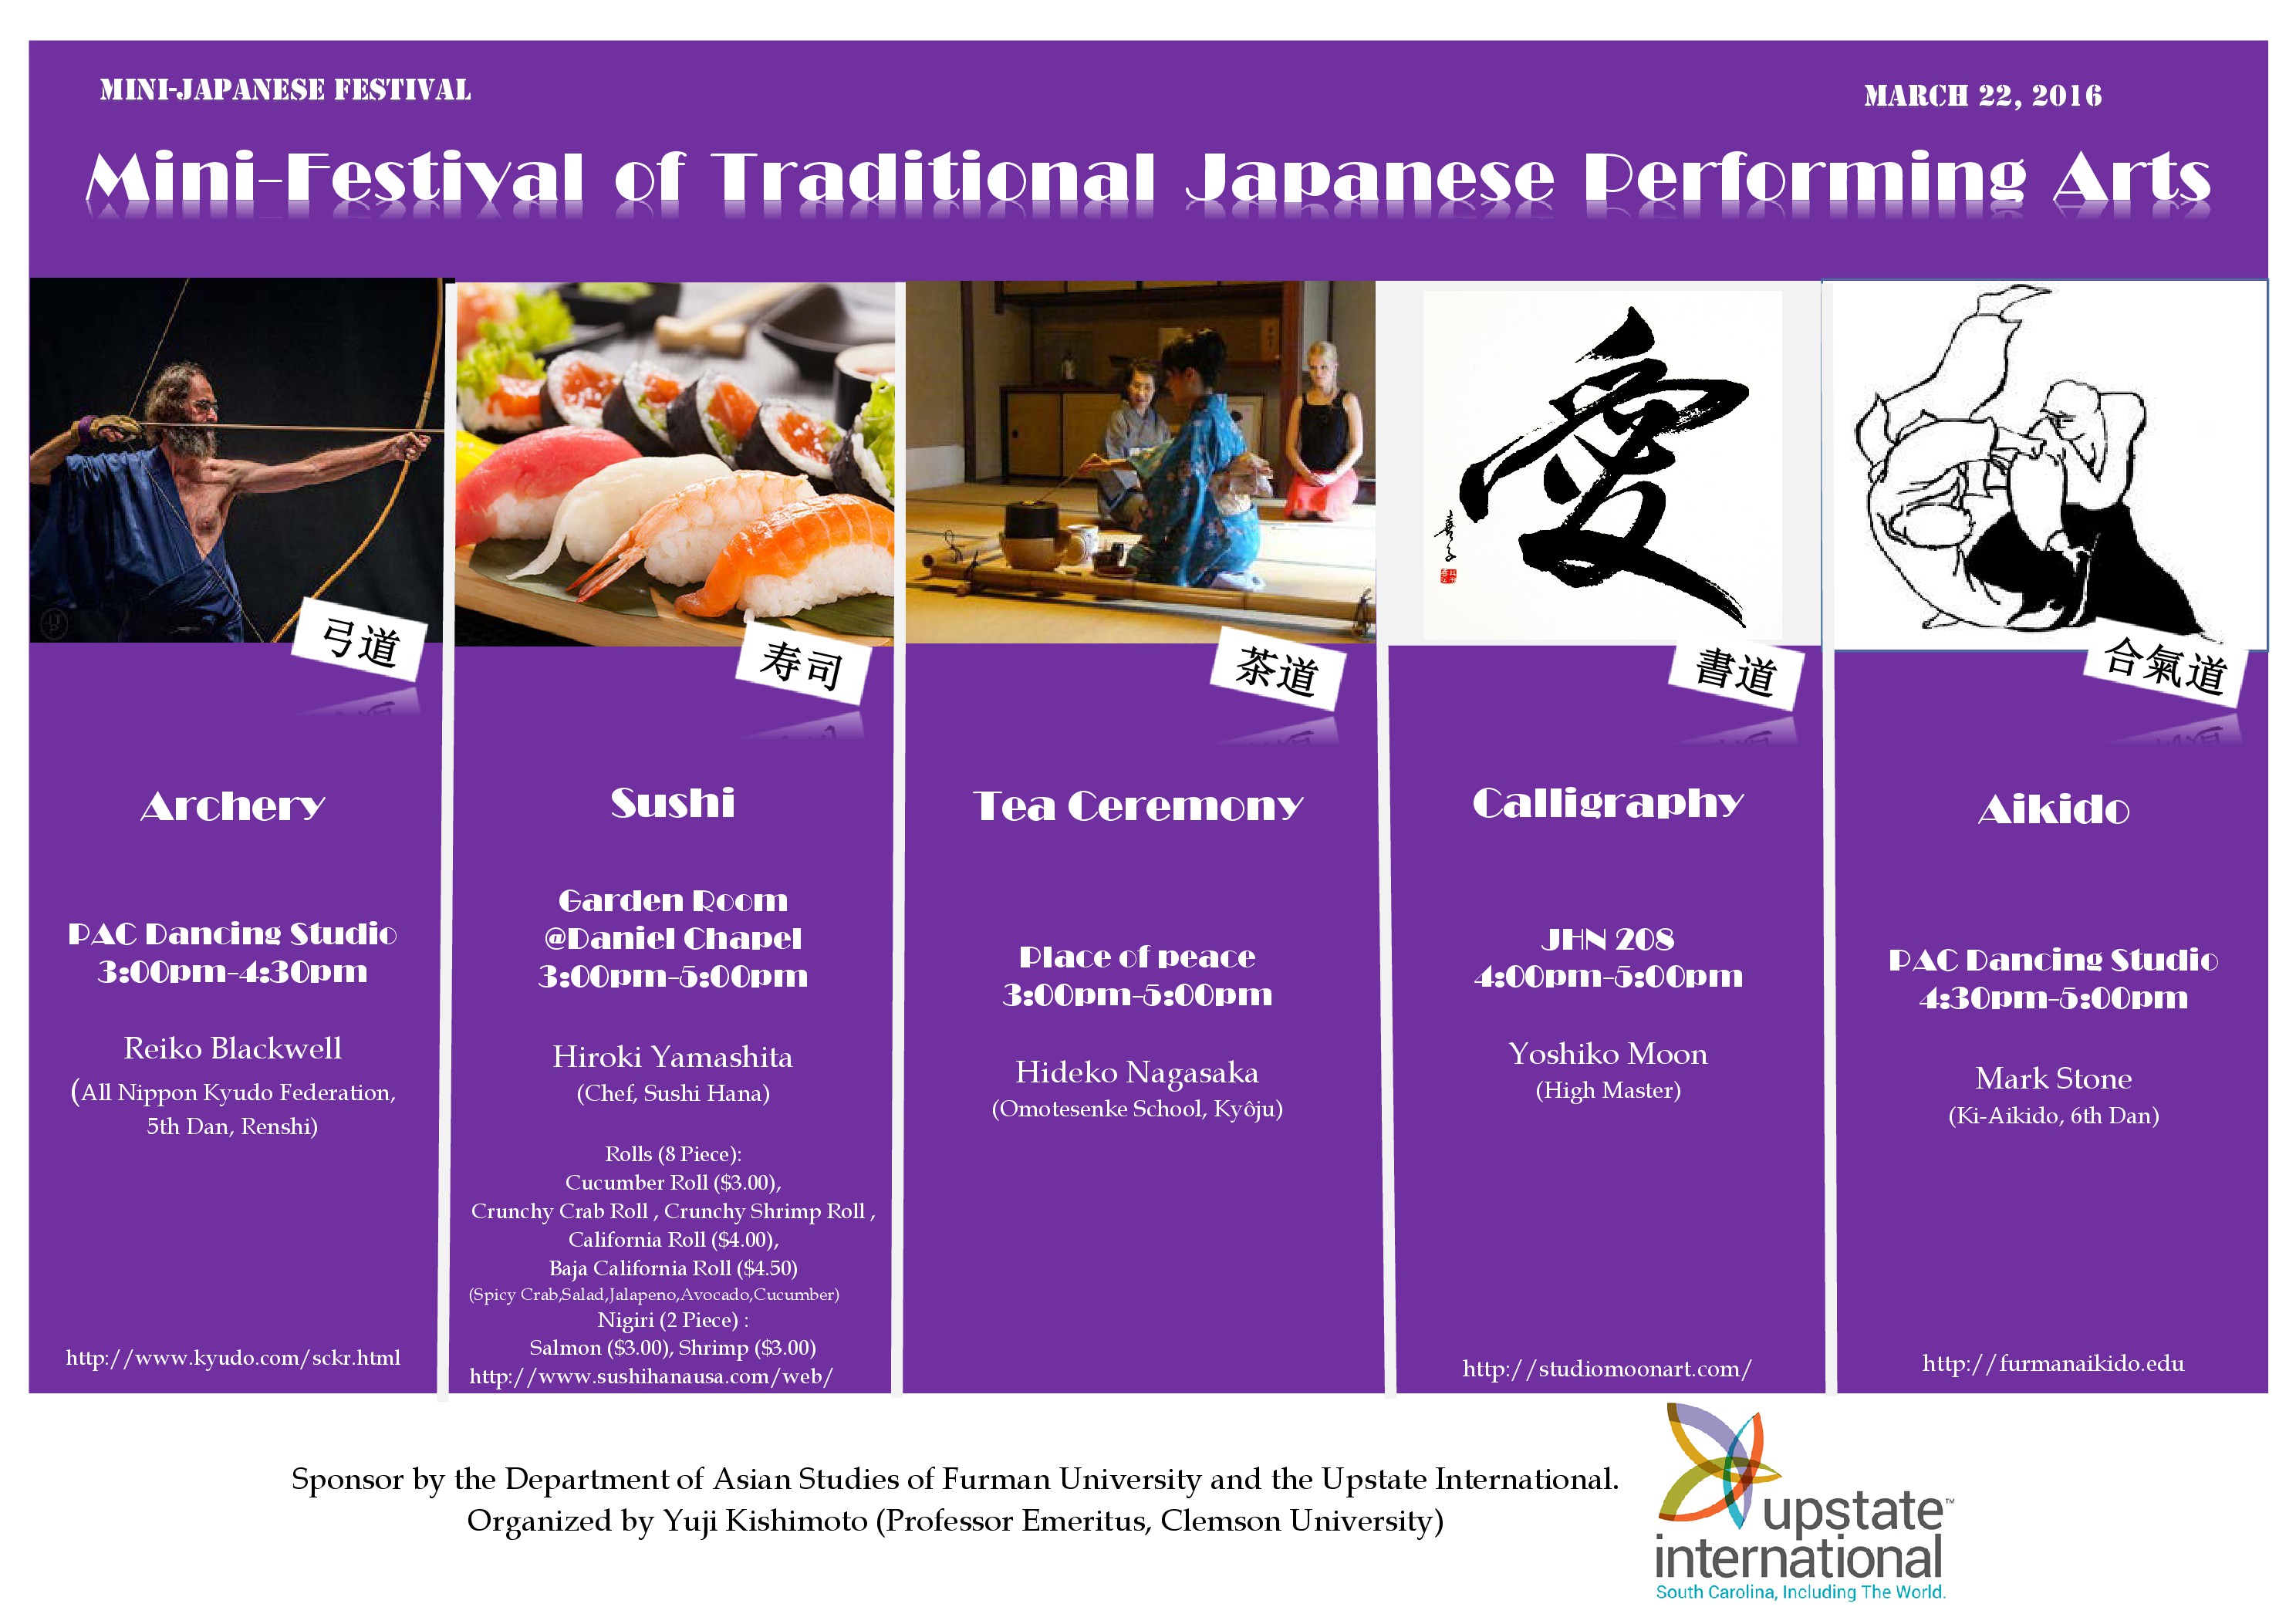 MINI-JAPANESE FESTIVAL
MARCH 22, 2016
Mini-Festival of Traditional Japanese Performing Arts
愛
喜子
弓道
寿司
茶道
書道
合氣道
Archery
PAC Dancing Studio
3:00pm-4:30pm
Reiko Blackwell
(All Nippon Kyudo Federation,
5th Dan, Renshi)
http://www.kyudo.com/sckr.html
Sushi
Garden Room
@Daniel Chapel
3:00pm-5:00pm
Hiroki Yamashita
(Chef, Sushi Hana)
Rolls (8 Piece):
Cucumber Roll ($3.00),
Crunchy Crab Roll , Crunchy Shrimp Roll ,
California Roll ($4.00),
Baja California Roll ($4.50)
(Spicy Crab,Salad,Jalapeno,Avocado,Cucumber)
Nigiri (2 Piece) :
Salmon ($3.00), Shrimp ($3.00)
http://www.sushihanausa.com/web/
Tea Ceremony
Place of peace
3:00pm-5:00pm
Hideko Nagasaka
(Omotesenke School, Kyôju)
Calligraphy
JHN 208
4:00pm-5:00pm
Yoshiko Moon
(High Master)
http://studiomoonart.com/
Aikido
PAC Dancing Studio
4:30pm-5:00pm
Mark Stone
(Ki-Aikido, 6th Dan)
http://furmanaikido.edu
Sponsor by the Department of Asian Studies of Furman University and the Upstate International.
Organized by Yuji Kishimoto (Professor Emeritus, Clemson University)
upstate™
international
South Carolina, Including The World.